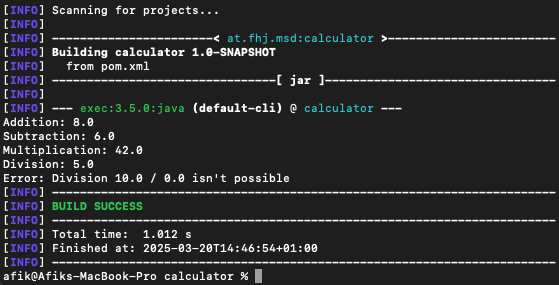 [INFO] Scanning for projects...
[INFO]
[INFO] -----------------------< at.fhj.msd:calculator >------------------------
[INFO] Building calculator 1.0-SNAPSHOT
[INFO]   from pom.xml
[INFO] --------------------------------[ jar ]---------------------------------
[INFO]
[INFO] --- exec:3.5.0:java (default-cli) @ calculator ---
Addition: 8.0
Subtraction: 6.0
Multiplication: 42.0
Division: 5.0
Error: Division 10.0 / 0.0 isn't possible
[INFO] ------------------------------------------------------------------------
[INFO] BUILD SUCCESS
[INFO] ------------------------------------------------------------------------
[INFO] Total time:  1.012 s
[INFO] Finished at: 2025-03-20T14:46:54+01:00
[INFO] ------------------------------------------------------------------------
afik@Afiks-MacBook-Pro calculator %